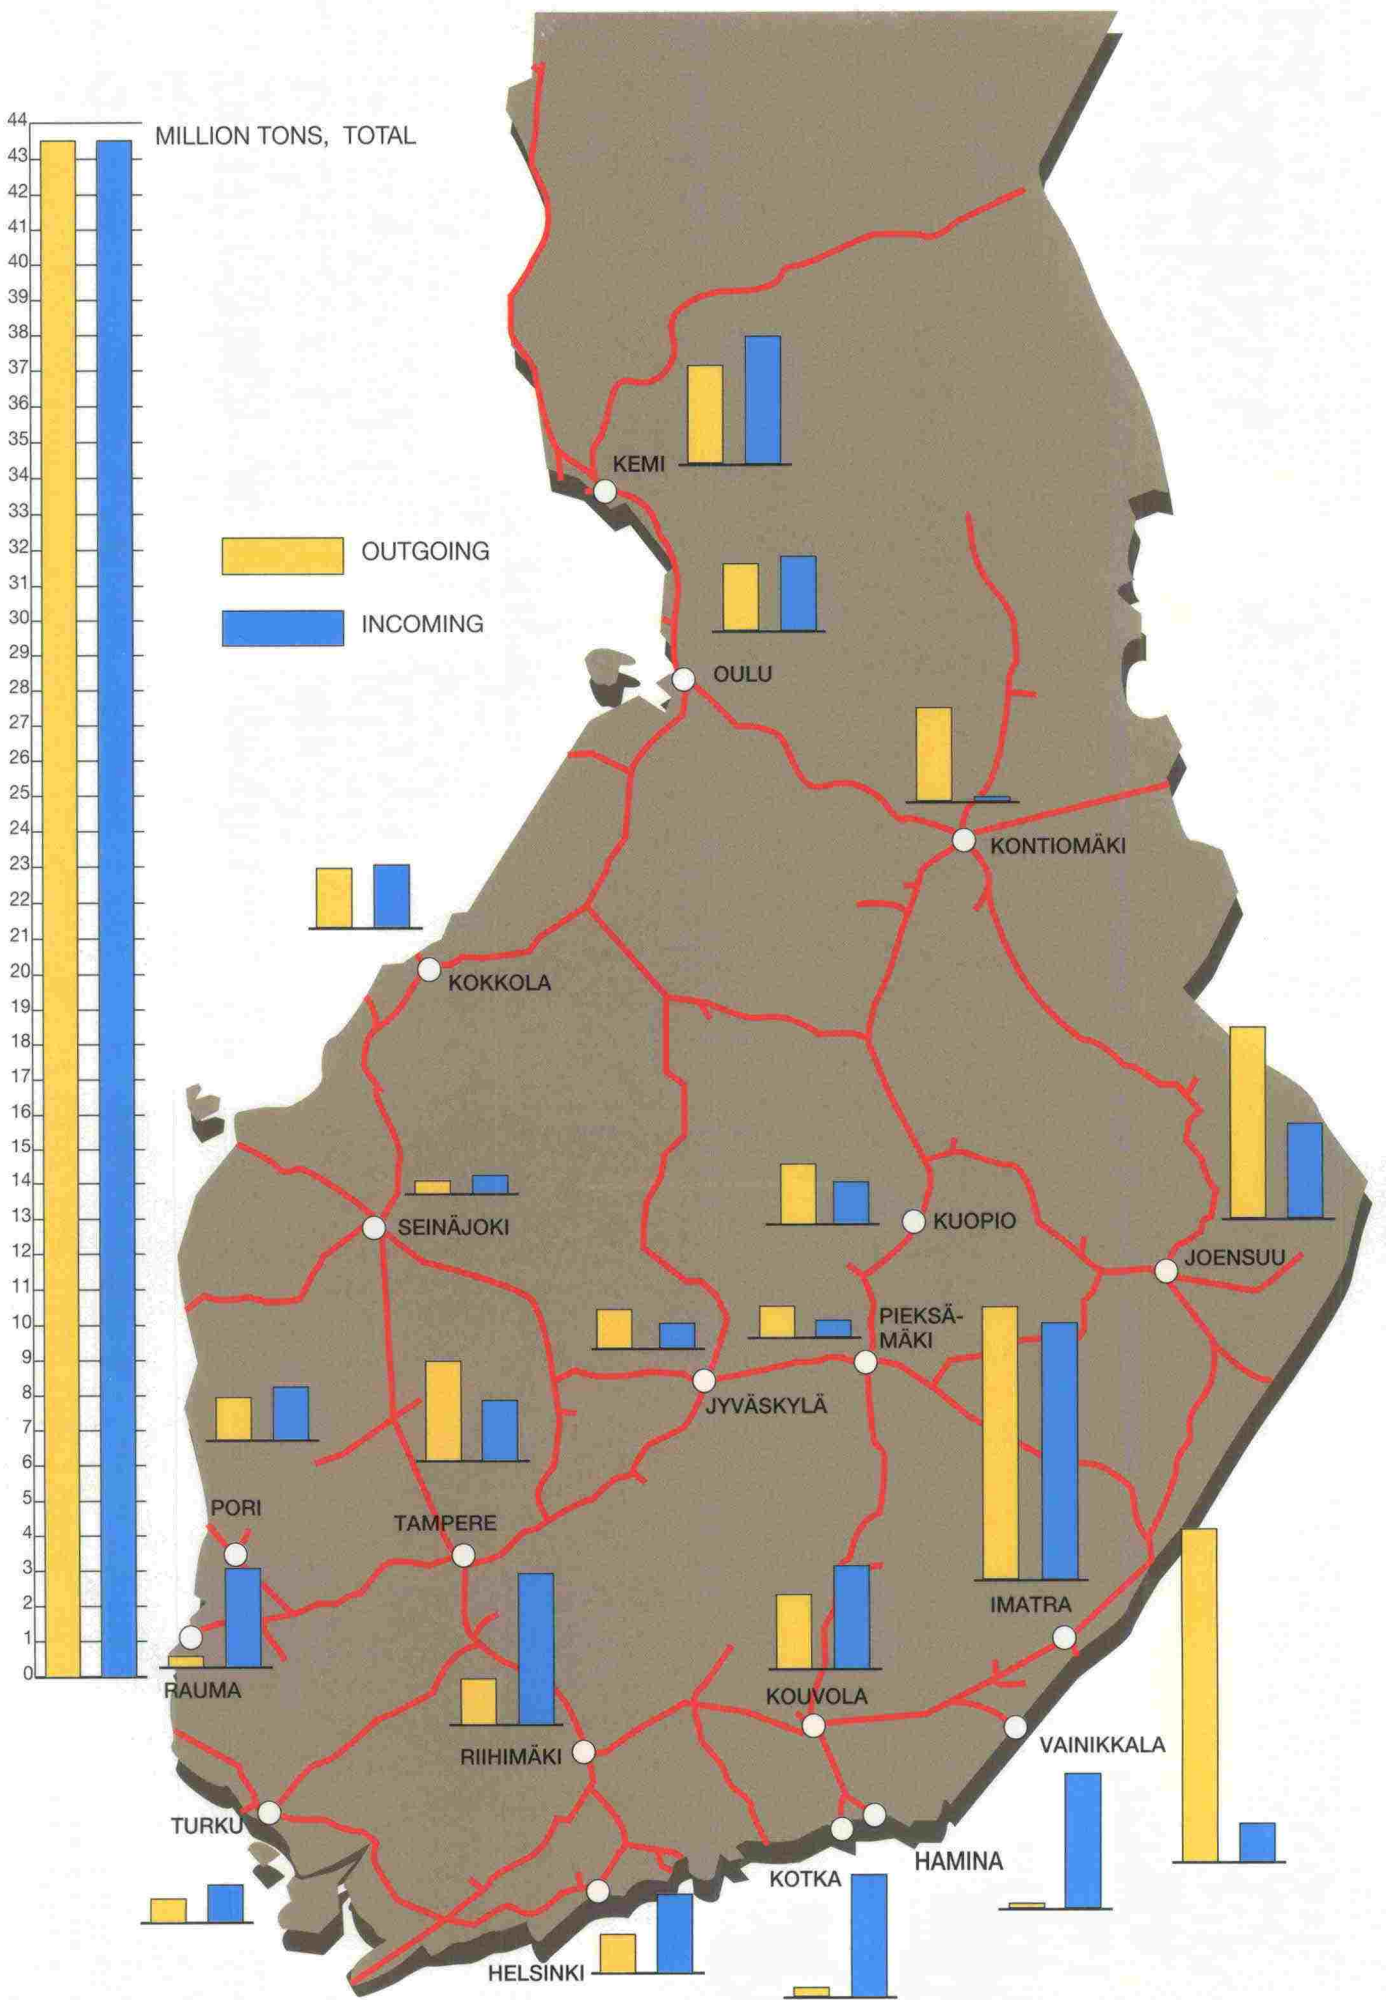 44
MILLION TONS, TOTAL
43
42
41
40
39
38
37
36
35
34
33
32
31
30
29
28
27
26
25
24
23
22
21
20
19
18
17
16
15
14
13
12
11
10
9
8
7
6
5
4
3
2
1
0
OUTGOING
INCOMING
KEMI
OULU
KONTIOMÄKI
KOKKOLA
SEINÄJOKI
KUOPIO
JOENSUU
PIEKSÄ-
MÄKI
JYVÄSKYLÄ
PORI
TAMPERE
IMATRA
RAUMA
KOUVOLA
RIIHIMÄKI
VAINIKKALA
TURKU
HAMINA
KOTKA
HELSINKI